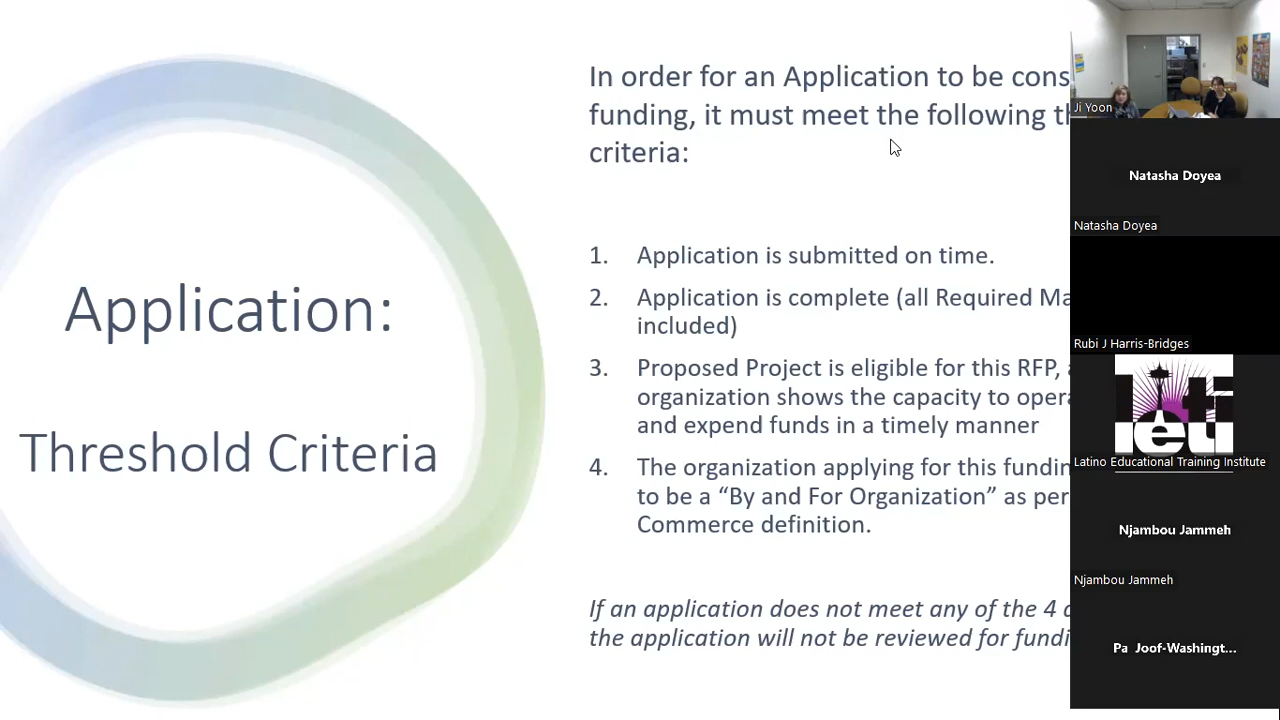 Application:
Threshold Criteria
In order for an Application to be cons
funding, it must meet the following th
criteria:
1. Application is submitted on time.
2. Application is complete (all Required Ma
included)
3. Proposed Project is eligible for this RFP,
organization shows the capacity to opera
and expend funds in a timely manner
4. The organization applying for this fundin
to be a “By and For Organization” as per
Commerce definition.
If an application does not meet any of the 4 c
the application will not be reviewed for fundi
Ji Yoon
Natasha Doyea
Natasha Doyea
Rubi J Harris-Bridges
leti
Latino Educational Training Institute
Njambou Jammeh
Njambou Jammeh
Pa Joof-Washingt...